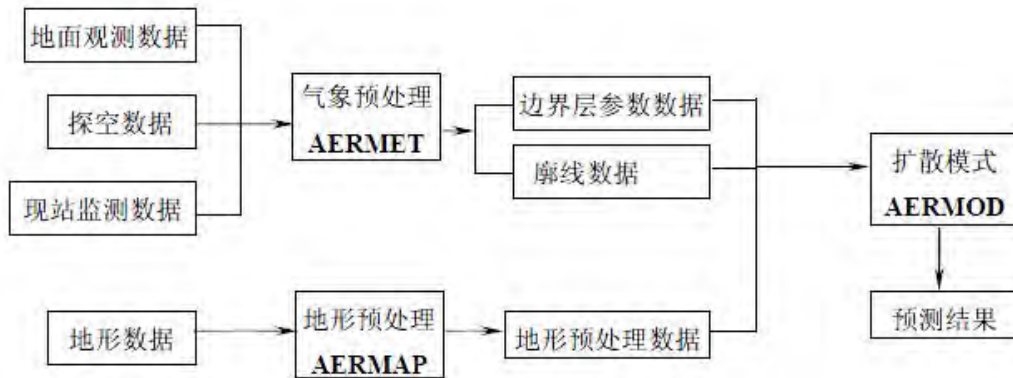 地面观测数据
探空数据
现站监测数据
气象预处理
AERMET
边界层参数数据
廓线数据
扩散模式
AERMOD
地形数据
地形预处理
AERMAP
地形预处理数据
预测结果